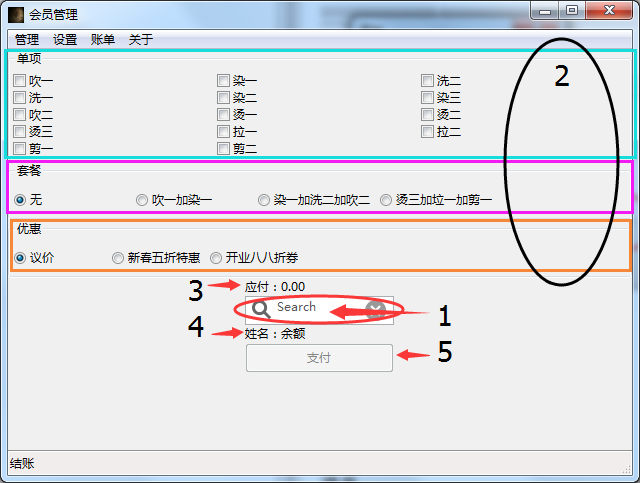 会员管理
管理 设置 账单 关于
单项
吹一 染一 洗二
洗一 染二 染三
吹二 烫一 烫二
烫三 拉一 拉二
剪一 剪二
套餐
无 吹一加染一 染一加洗二加吹二 烫三加垃一加剪一
优惠
议价 新春五折特惠 开业八八折券
2
3 应付：0.00
Search 1
4 姓名：余额
支付 5
结账